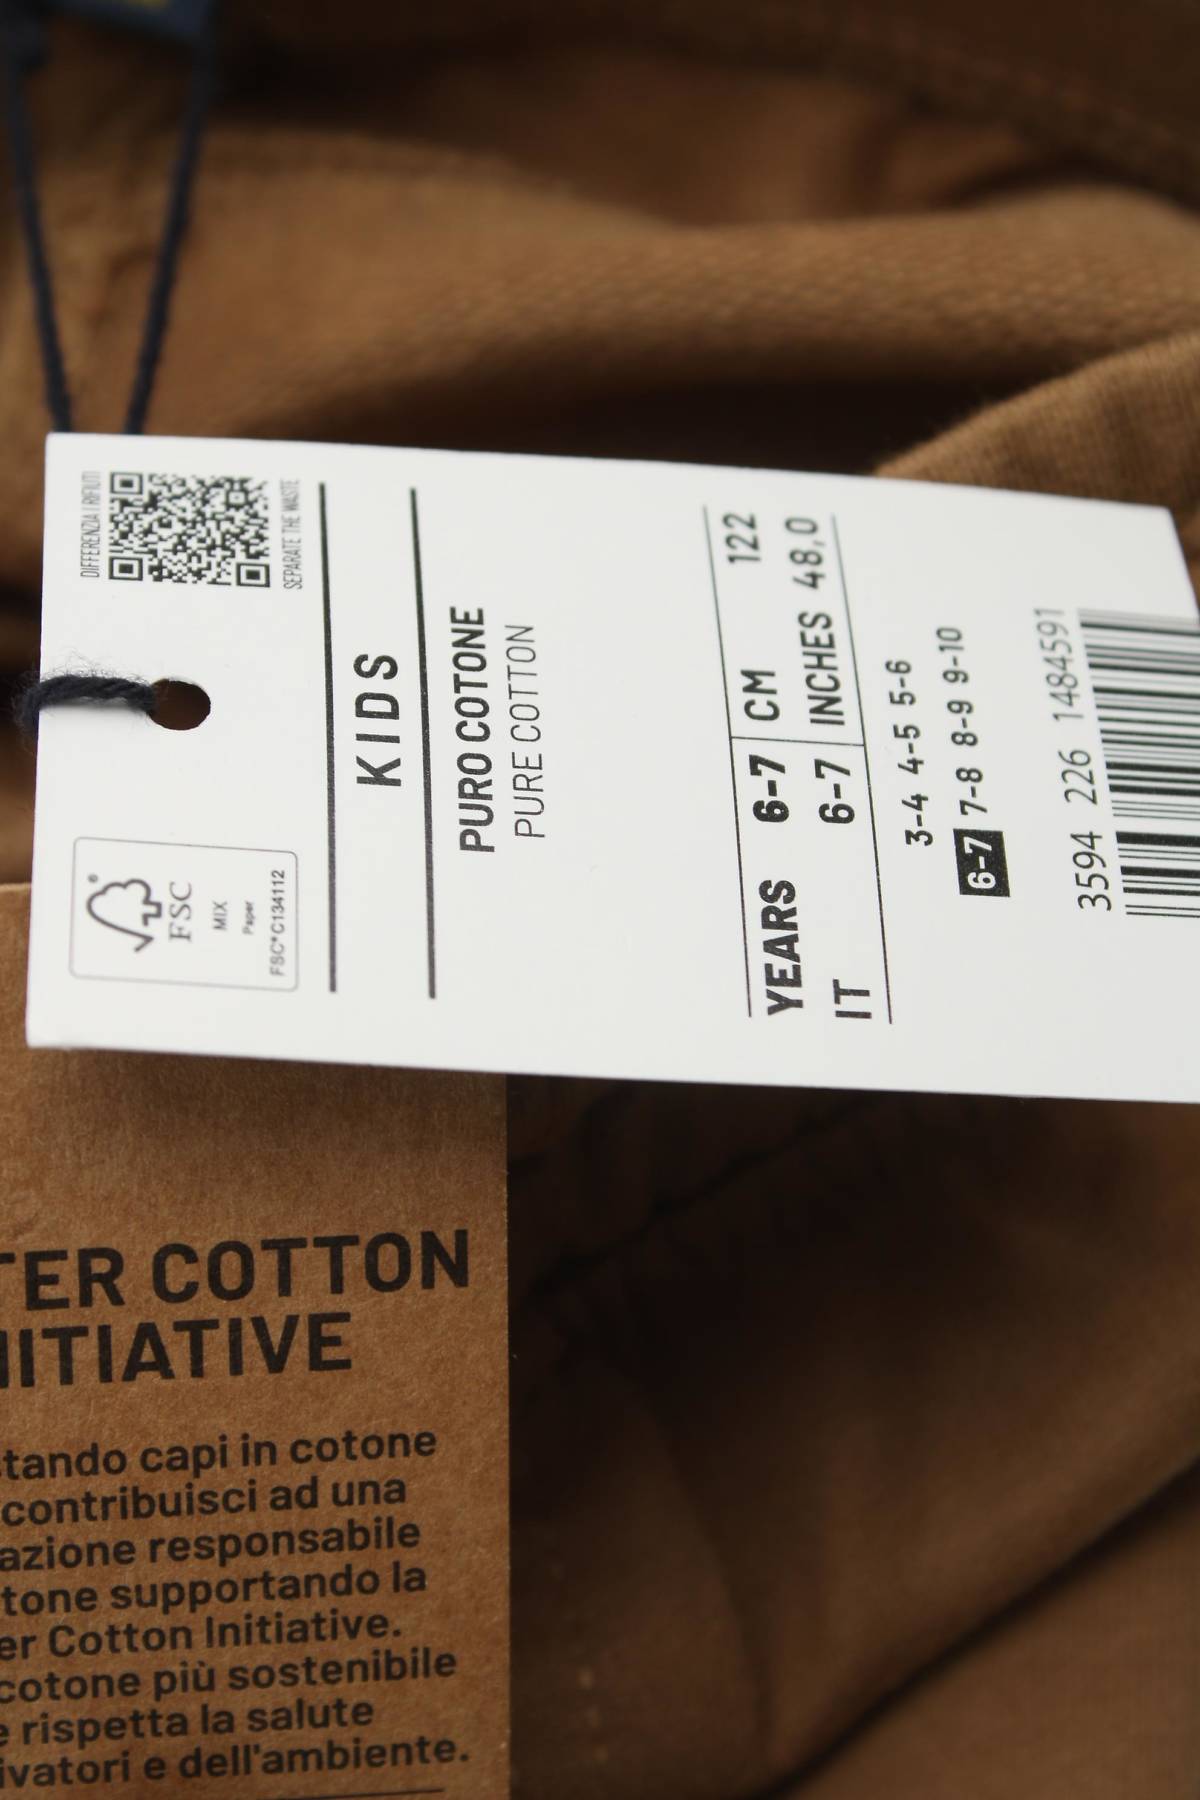 DIFFERENZIA I RIFIUTI
SEPARATE THE WASTE
FSC
MIX
Paper
FSC® C134112
KIDS
PURO COTONE
PURE COTTON
YEARS 6-7 CM 122
IT 6-7 INCHES 48,0
3-4 4-5 5-6
6-7 7-8 8-9 9-10
3594 226 1484591
TER COTTON
NITIATIVE
stando capi in cotone
contribuisci ad una
azione responsabile
tone supportando la
er Cotton Initiative.
cotone più sostenibile
e rispetta la salute
ivatori e dell'ambiente.